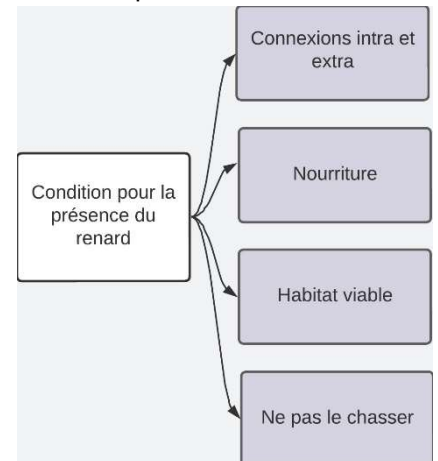 Condition pour la
présence du
renard
Connexions intra et
extra
Nourriture
Habitat viable
Ne pas le chasser